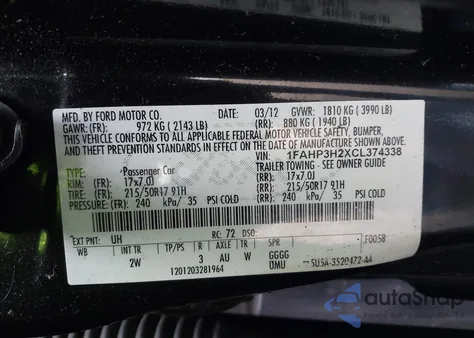 MFD. BY FORD MOTOR CO.
DATE: 03/12 GVWR: 1810 KG ( 3990 LB)
GAWR: (FR): 972 KG ( 2143 LB) (RR): 880 KG ( 1940 LB)
THIS VEHICLE CONFORMS TO ALL APPLICABLE FEDERAL MOTOR VEHICLE SAFETY, BUMPER,
AND THEFT PREVENTION STANDARDS IN EFFECT ON THE DATE OF MANUFACTURE SHOWN ABOVE.
VIN: 1FAHP3H2XCL374338
TYPE: Passenger Car TRAILER TOWING - SEE OWNER GUIDE
RIM: (FR) 17x7.0J (RR): 17x7.0J
TIRE: (FR) 215/50R17 91H (RR): 215/50R17 91H
PRESSURE: (FR) 240 kPa/ 35 PSI COLD (RR): 240 kPa/ 35 PSI COLD
EXT PNT: UH RC: 72 DSO: F0058
INT TR TP/PS R AXLE TR
2W 3 AU W GGGG
1201203281964 UMU
autoShap